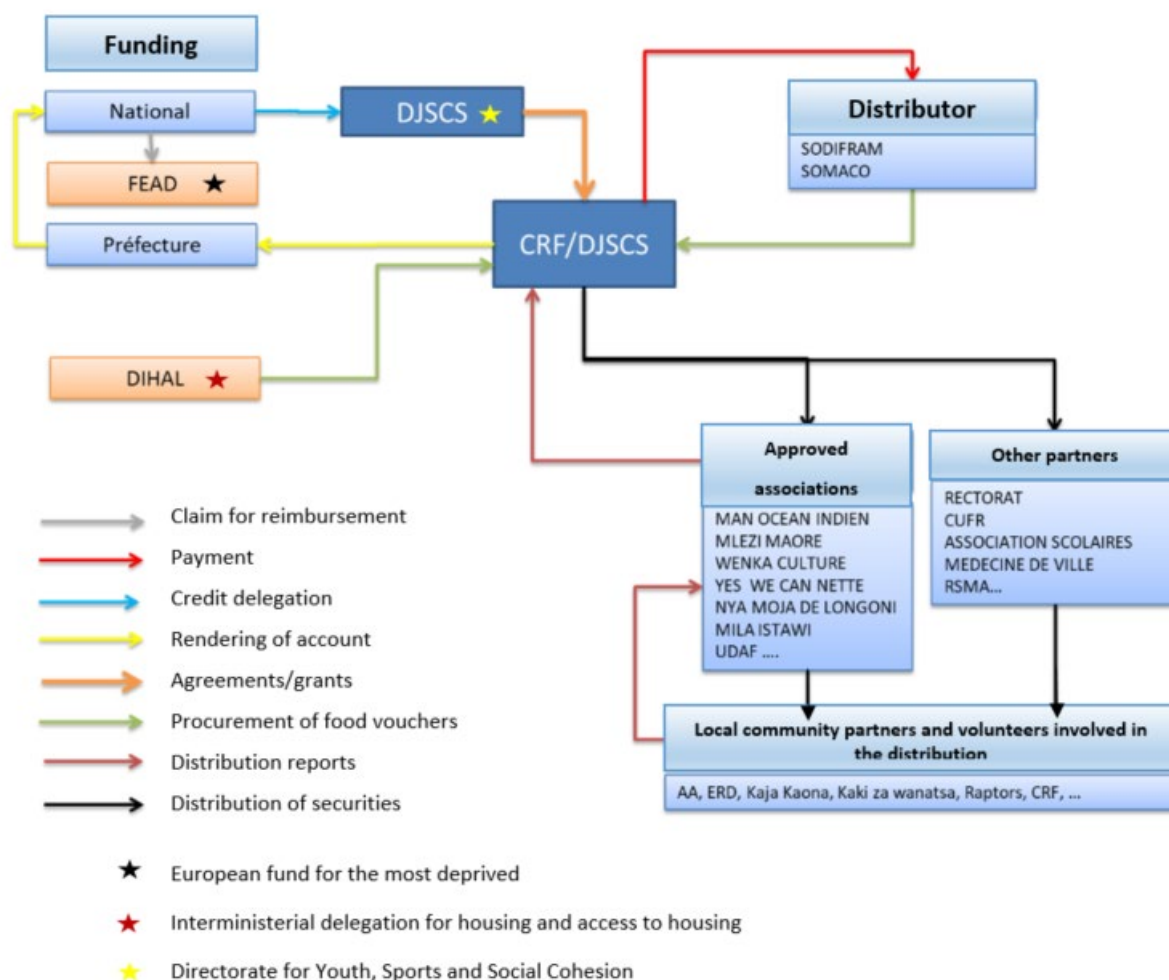 Funding
National
DJSCS
FEAD
Préfecture
CRF/DJSCS
Distributor
SODIFRAM
SOMACO
DIHAL
Approved
associations
MAN OCEAN INDIEN
MLEZI MAORE
WENKA CULTURE
YES WE CAN NETTE
NYA MOJA DE LONGONI
MILA ISTAWI
UDAF ....
Other partners
RECTORAT
CUFR
ASSOCIATION SCOLAIRES
MEDECINE DE VILLE
RSMA...
Local community partners and volunteers involved in
the distribution
AA, ERD, Kaja Kaona, Kaki za wanatsa, Raptors, CRF, ...
Claim for reimbursement
Payment
Credit delegation
Rendering of account
Agreements/grants
Procurement of food vouchers
Distribution reports
Distribution of securities
European fund for the most deprived
Interministerial delegation for housing and access to housing
Directorate for Youth, Sports and Social Cohesion